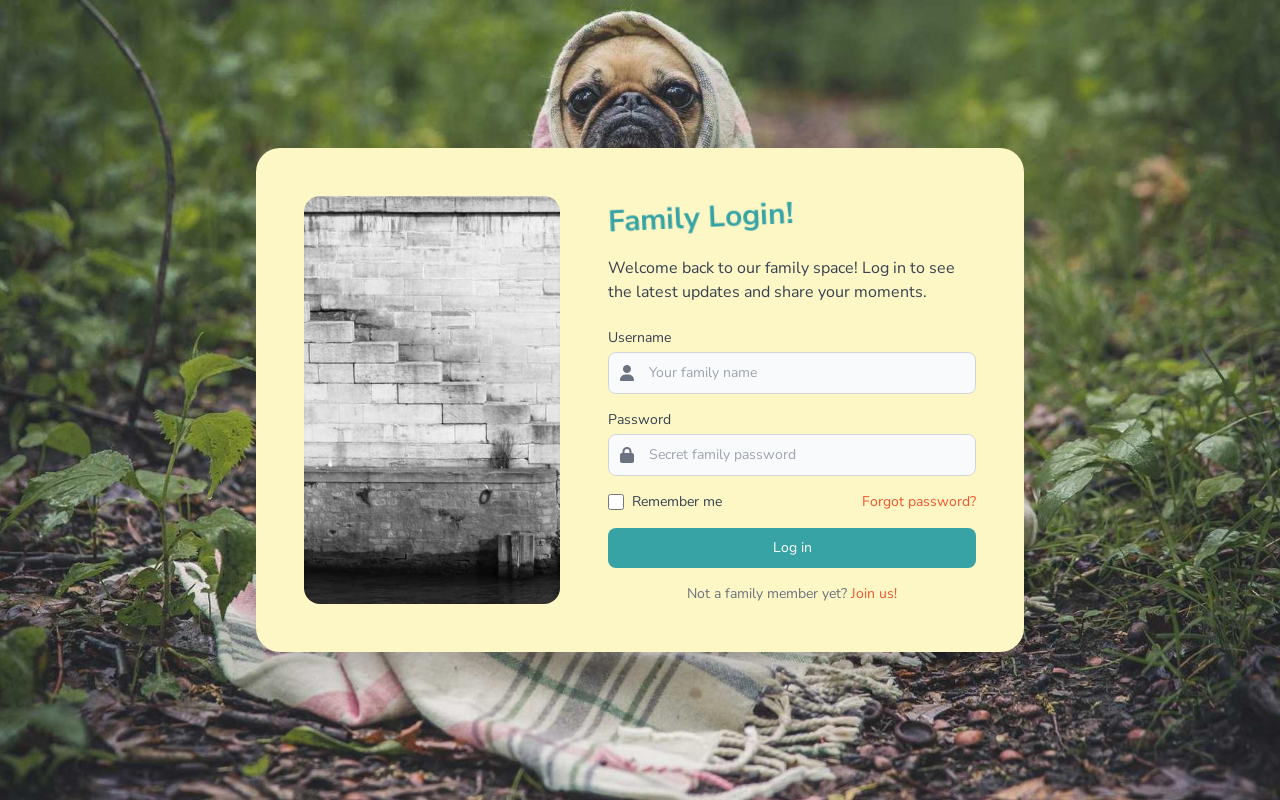 Family Login!
Welcome back to our family space! Log in to see
the latest updates and share your moments.
Username
Your family name
Password
Secret family password
Remember me
Forgot password?
Log in
Not a family member yet? Join us!